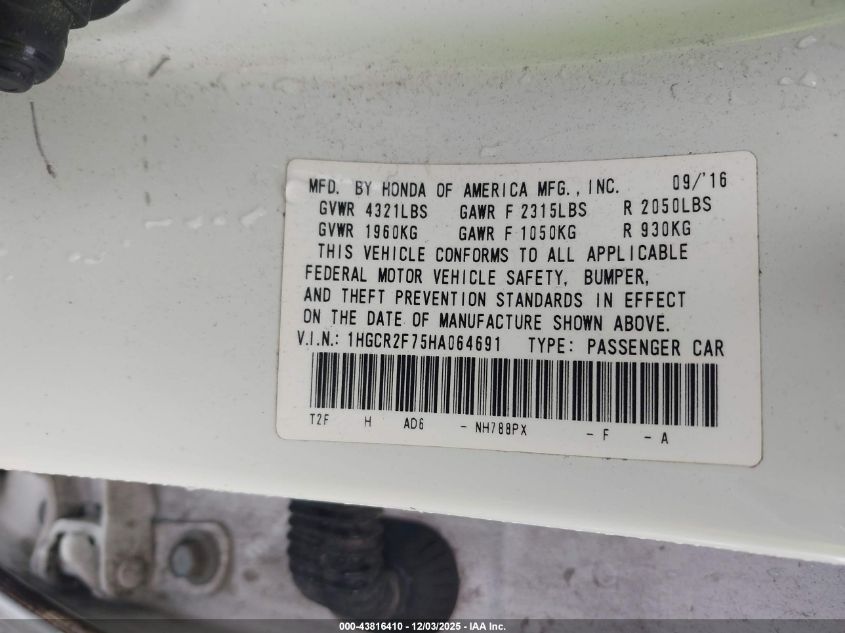 MFD. BY HONDA OF AMERICA MFG., INC. 09/'16
GVWR 4321LBS GAWR F 2315LBS R 2050LBS
GVWR 1960KG GAWR F 1050KG R 930KG
THIS VEHICLE CONFORMS TO ALL APPLICABLE
FEDERAL MOTOR VEHICLE SAFETY, BUMPER,
AND THEFT PREVENTION STANDARDS IN EFFECT
ON THE DATE OF MANUFACTURE SHOWN ABOVE.
V.I.N.: 1HGCR2F75HA064691 TYPE: PASSENGER CAR
T2F H AD6 - NH788PX - F - A
000-43816410 - 12/03/2025 - IAA Inc.